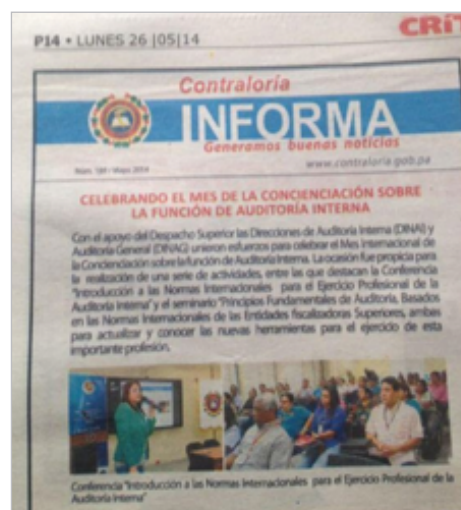 P14 • LUNES 26 |05|14
CRíT
Contraloría
INFORMA
Generamos buenas noticias
Mayo 2014
www.contraloria.gob.pa
CELEBRANDO EL MES DE LA CONCIENCIACIÓN SOBRE
LA FUNCIÓN DE AUDITORÍA INTERNA
Con el apoyo del Despacho Superior las Direcciones de Auditoría Interna (DINAI) y
Auditoría General (DINAG) unieron esfuerzos para celebrar el Mes Internacional de
la Concienciación sobre la función de Auditoría Interna. La ocasión fue propicia para
la realización de una serie de actividades, entre las que destacan la Conferencia
"Introducción a las Normas Internacionales para el Ejercicio Profesional de la
Auditoría Interna" y el seminario "Principios Fundamentales de Auditoría, Basados
en las Normas Internacionales de las Entidades fiscalizadoras Superiores, ambas
para actualizar y conocer las nuevas herramientas para el ejercicio de esta
importante profesión.
Conferencia "Introducción a las Normas Internacionales para el Ejercicio Profesional de la
Auditoría Interna"